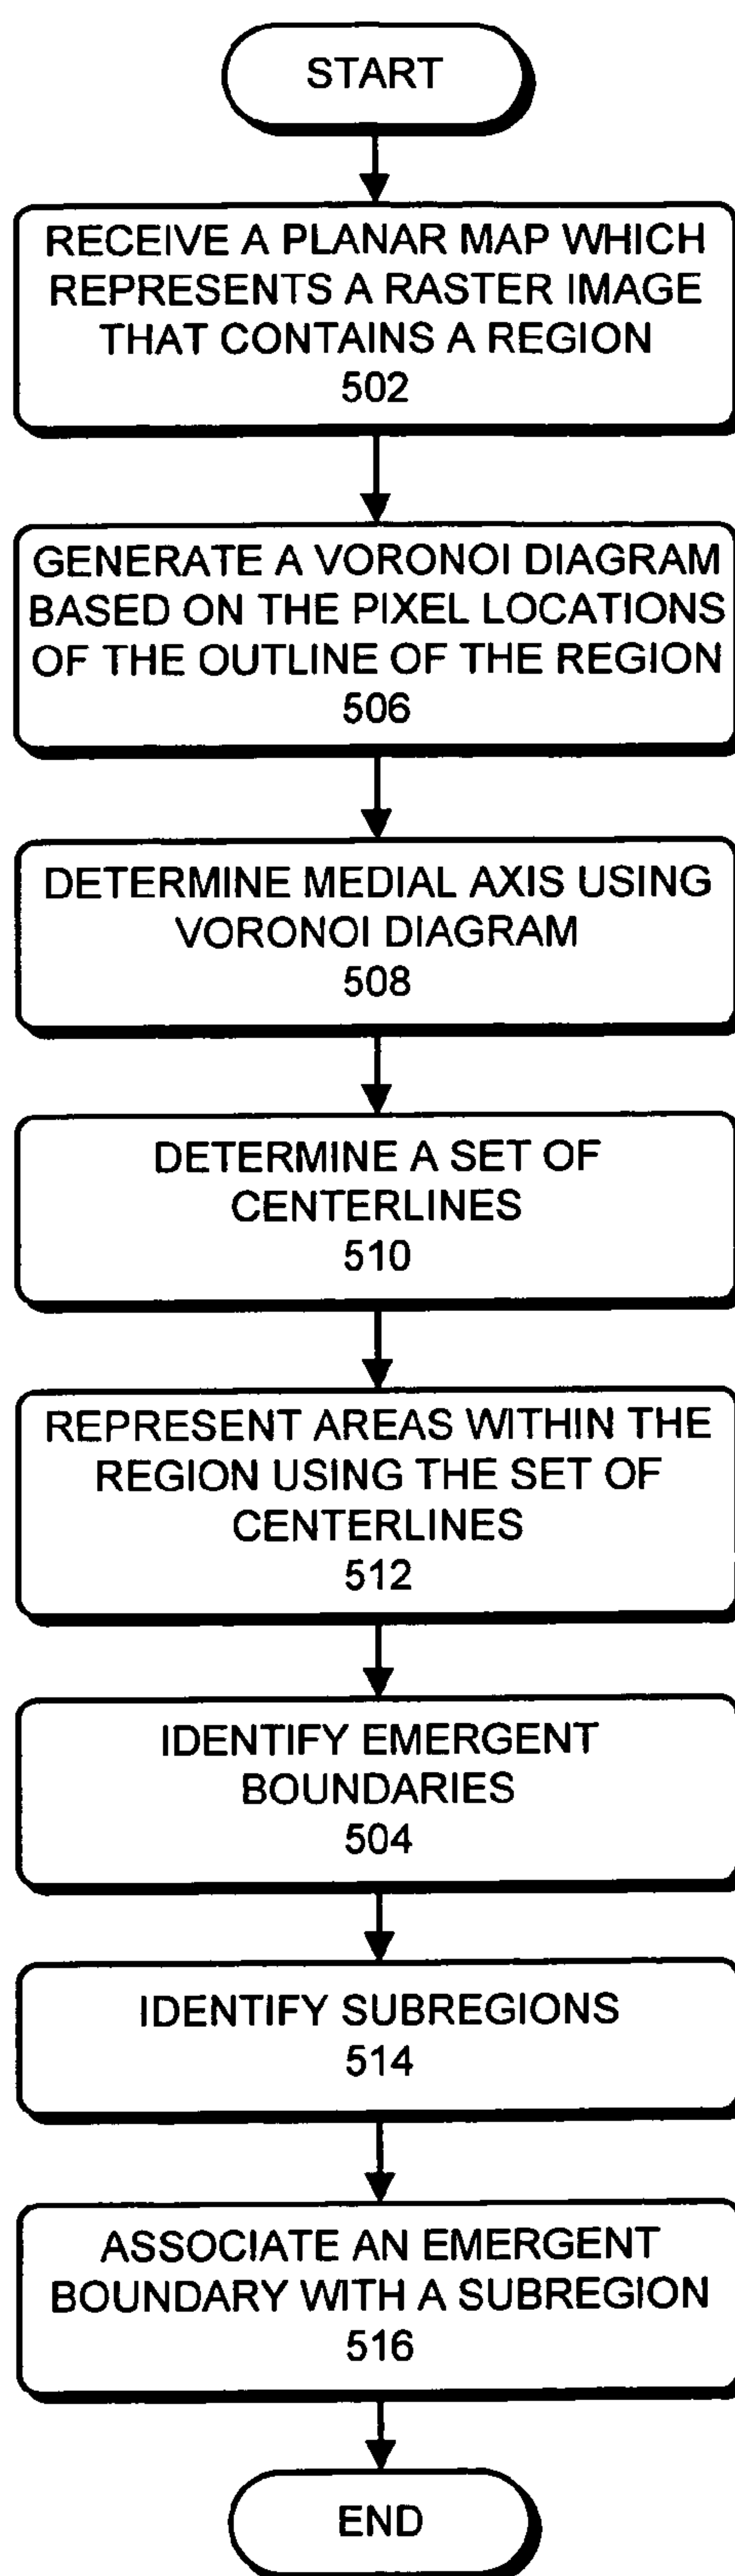 START
RECEIVE A PLANAR MAP WHICH
REPRESENTS A RASTER IMAGE
THAT CONTAINS A REGION
502
GENERATE A VORONOI DIAGRAM
BASED ON THE PIXEL LOCATIONS
OF THE OUTLINE OF THE REGION
506
DETERMINE MEDIAL AXIS USING
VORONOI DIAGRAM
508
DETERMINE A SET OF
CENTERLINES
510
REPRESENT AREAS WITHIN THE
REGION USING THE SET OF
CENTERLINES
512
IDENTIFY EMERGENT
BOUNDARIES
504
IDENTIFY SUBREGIONS
514
ASSOCIATE AN EMERGENT
BOUNDARY WITH A SUBREGION
516
END